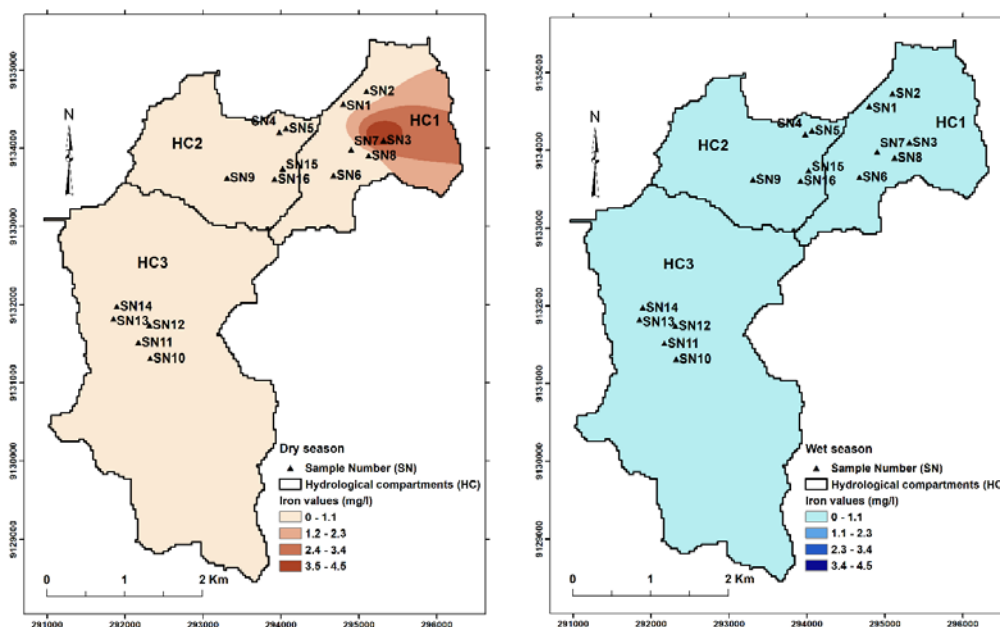 N
HC1
HC2
HC3
SN2
SN1
SN4
SN5
SN7
SN3
SN8
SN15
SN6
SN9
SN16
SN14
SN13
SN12
SN11
SN10
Dry season
Sample Number (SN)
Hydrological compartments (HC)
Iron values (mg/l)
0 - 1.1
1.2 - 2.3
2.4 - 3.4
3.5 - 4.5
0 1 2 Km
9135000
9134000
9133000
9132000
9131000
9130000
9129000
291000 292000 293000 294000 295000 296000
N
HC1
HC2
HC3
SN2
SN1
SN4
SN5
SN7
SN3
SN8
SN15
SN6
SN9
SN16
SN14
SN13
SN12
SN11
SN10
Wet season
Sample Number (SN)
Hydrological compartments (HC
Iron values (mg/l)
0 - 1.1
1.1 - 2.3
2.3 - 3.4
3.4 - 4.5
0 1 2 Km
9135000
9134000
9133000
9132000
9131000
9130000
9129000
291000 292000 293000 294000 295000 296000